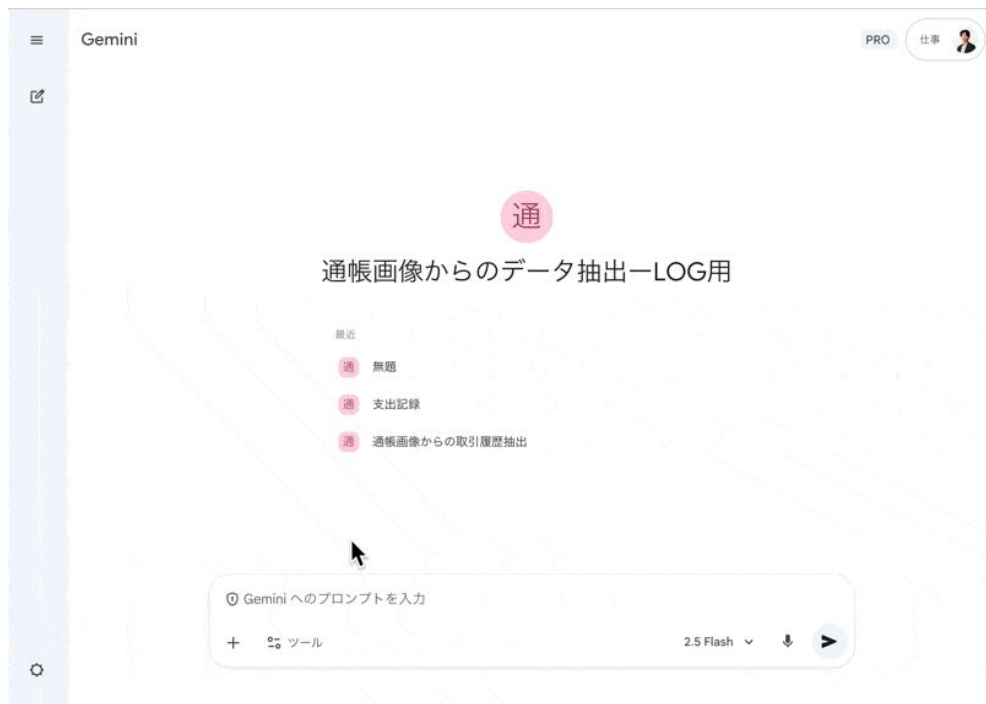 Gemini
PRO
仕事
通
通帳画像からのデータ抽出ーLOG用
最近
通 無題
通 支出記録
通 通帳画像からの取引履歴抽出
Gemini へのプロンプトを入力
ツール
2.5 Flash